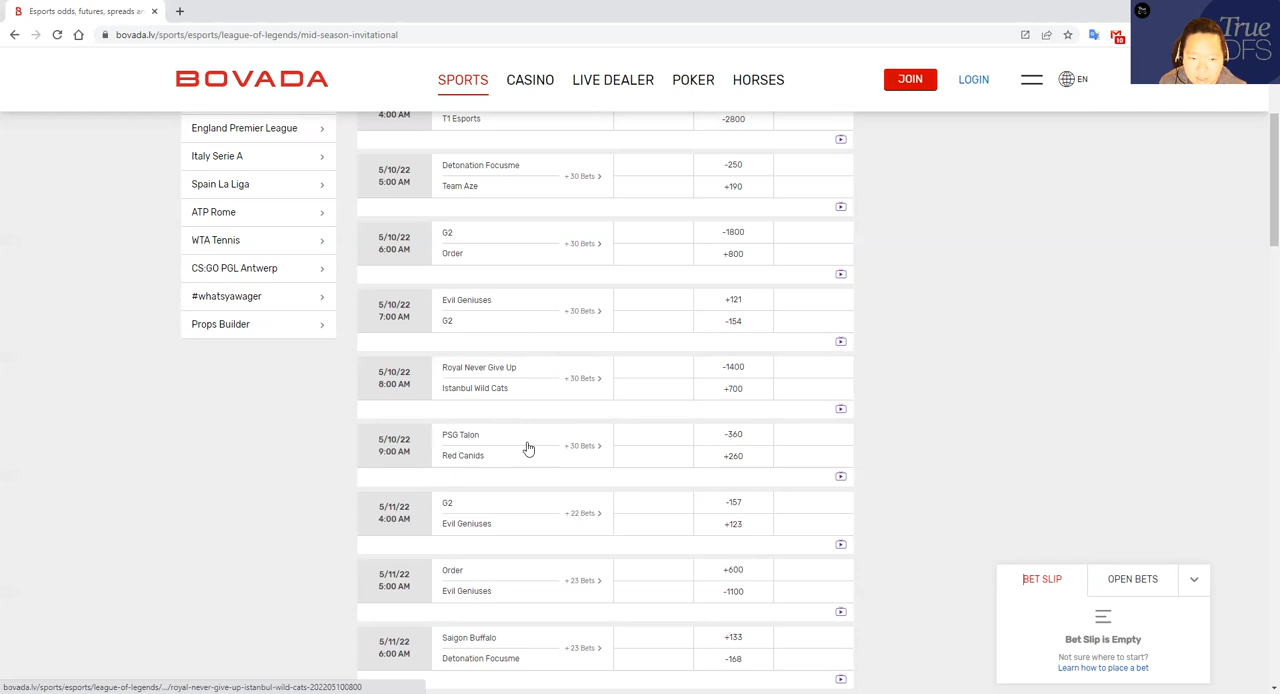 Esports odds, futures, spreads an
bovada.lv/sports/esports/league-of-legends/mid-season-invitational
10
True
DFS
BOVADA
SPORTS
CASINO
LIVE DEALER
POKER
HORSES
JOIN
LOGIN
EN
England Premier League
Italy Serie A
Spain La Liga
ATP Rome
WTA Tennis
CS:GO PGL Antwerp
#whatsyawager
Props Builder
4:00 AM
T1 Esports
-2800
5/10/22
5:00 AM
Detonation Focusme
Team Aze
+ 30 Bets
-250
+190
5/10/22
6:00 AM
G2
Order
+ 30 Bets
-1800
+800
5/10/22
7:00 AM
Evil Geniuses
G2
+ 30 Bets
+121
-154
5/10/22
8:00 AM
Royal Never Give Up
Istanbul Wild Cats
+ 30 Bets
-1400
+700
5/10/22
9:00 AM
PSG Talon
Red Canids
+ 30 Bets
-360
+260
5/11/22
4:00 AM
G2
Evil Geniuses
+ 22 Bets
-157
+123
5/11/22
5:00 AM
Order
Evil Geniuses
+ 23 Bets
+600
-1100
5/11/22
6:00 AM
Saigon Buffalo
Detonation Focusme
+ 23 Bets
+133
-168
BET SLIP
OPEN BETS
Bet Slip is Empty
Not sure where to start?
Learn how to place a bet
bovada.lv/sports/esports/league-of-legends/.../royal-never-give-up-istanbul-wild-cats-202205100800